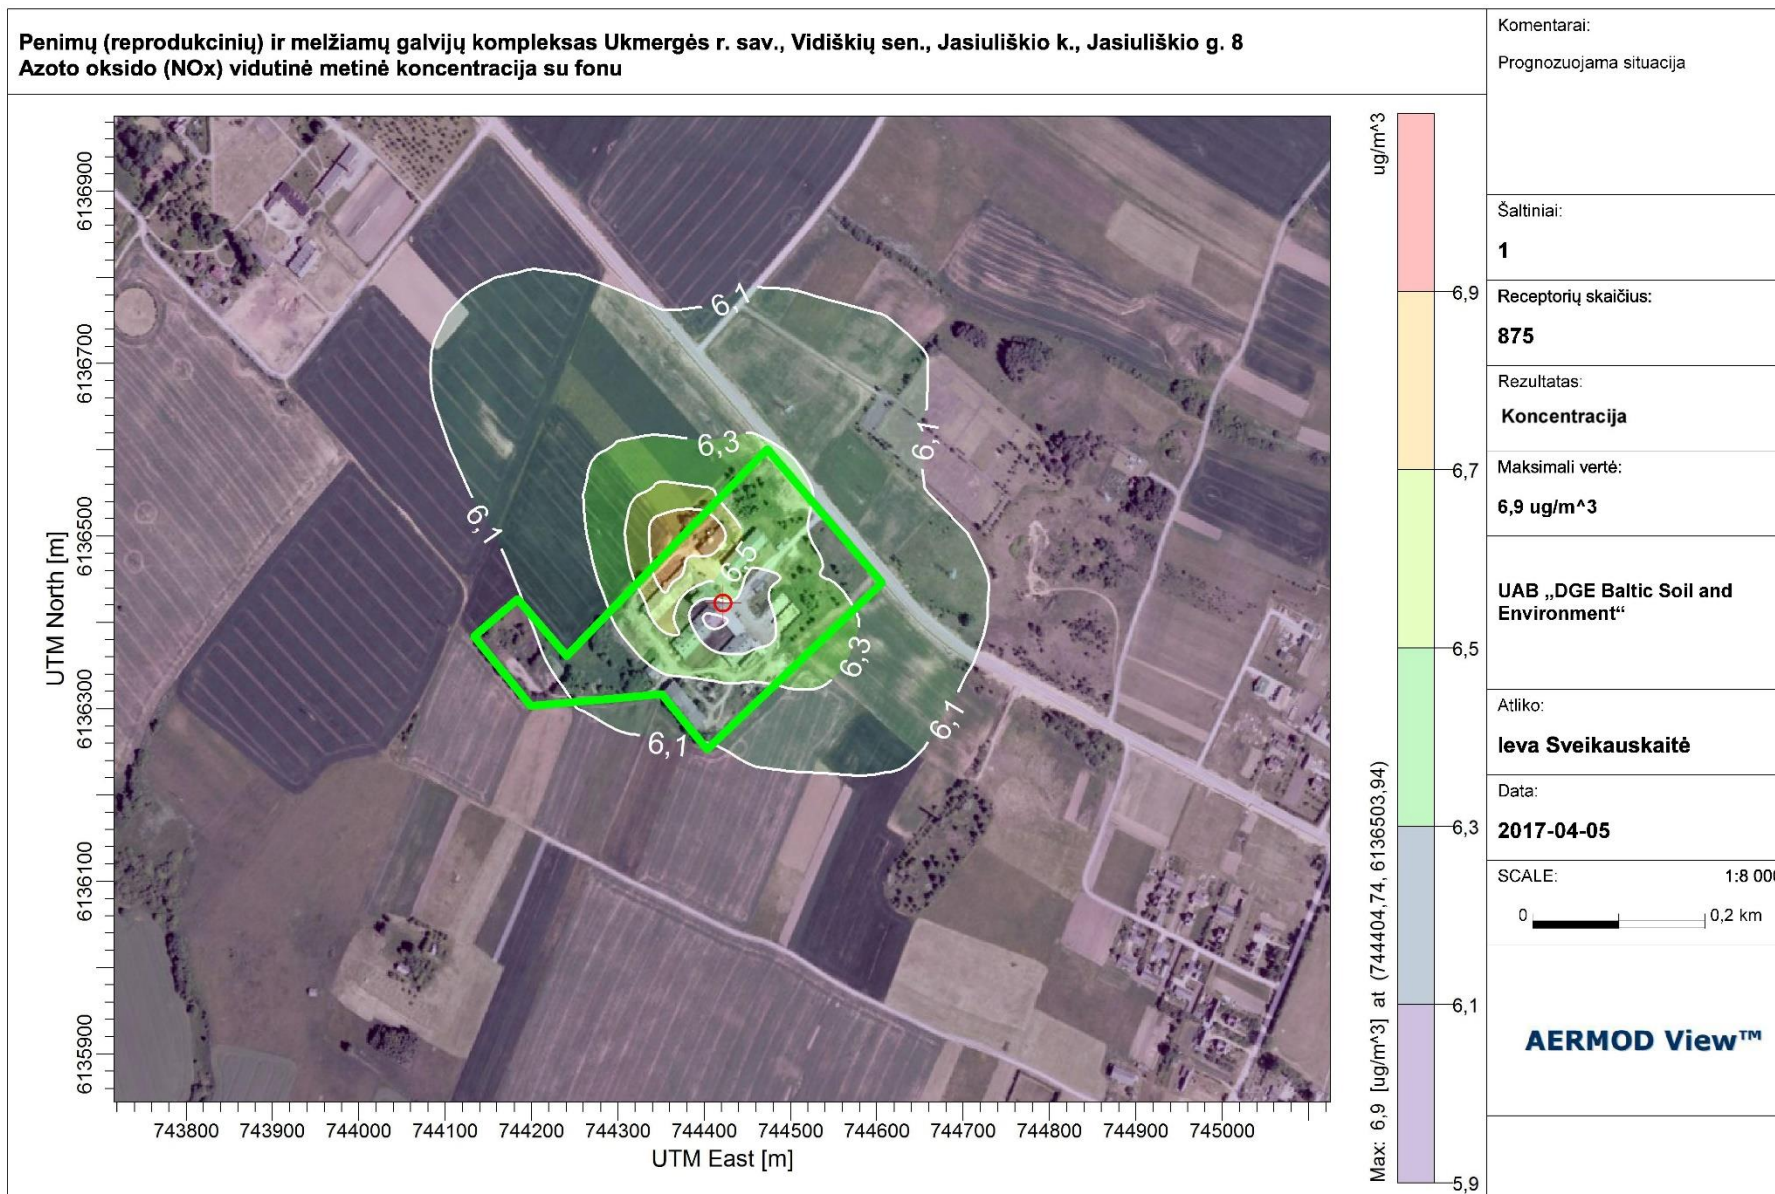 Penimų (reprodukcinių) ir melžiamų galvijų kompleksas Ukmergės r. sav., Vidiškių sen., Jasiuliškio k., Jasiuliškio g. 8
Azoto oksido (NOx) vidutinė metinė koncentracija su fonu
UTM North [m]
6136900
6136700
6136500
6136300
6136100
6135900
6,1
6,3
6,1
6,1
6,5
6,3
6,1
6,1
743800
743900
744000
744100
744200
744300
744400
744500
744600
744700
744800
744900
745000
UTM East [m]
ug/m^3
6,9
6,7
6,5
6,3
6,1
5,9
Max: 6,9 [ug/m^3] at (744404,74, 6136503,94)
Komentarai:
Prognozuojama situacija
Šaltiniai:
1
Receptorių skaičius:
875
Rezultatas:
Koncentracija
Maksimali vertė:
6,9 ug/m^3
UAB „DGE Baltic Soil and
Environment“
Atliko:
Ieva Sveikauskaitė
Data:
2017-04-05
SCALE: 1:8 000
0 0,2 km
AERMOD View™